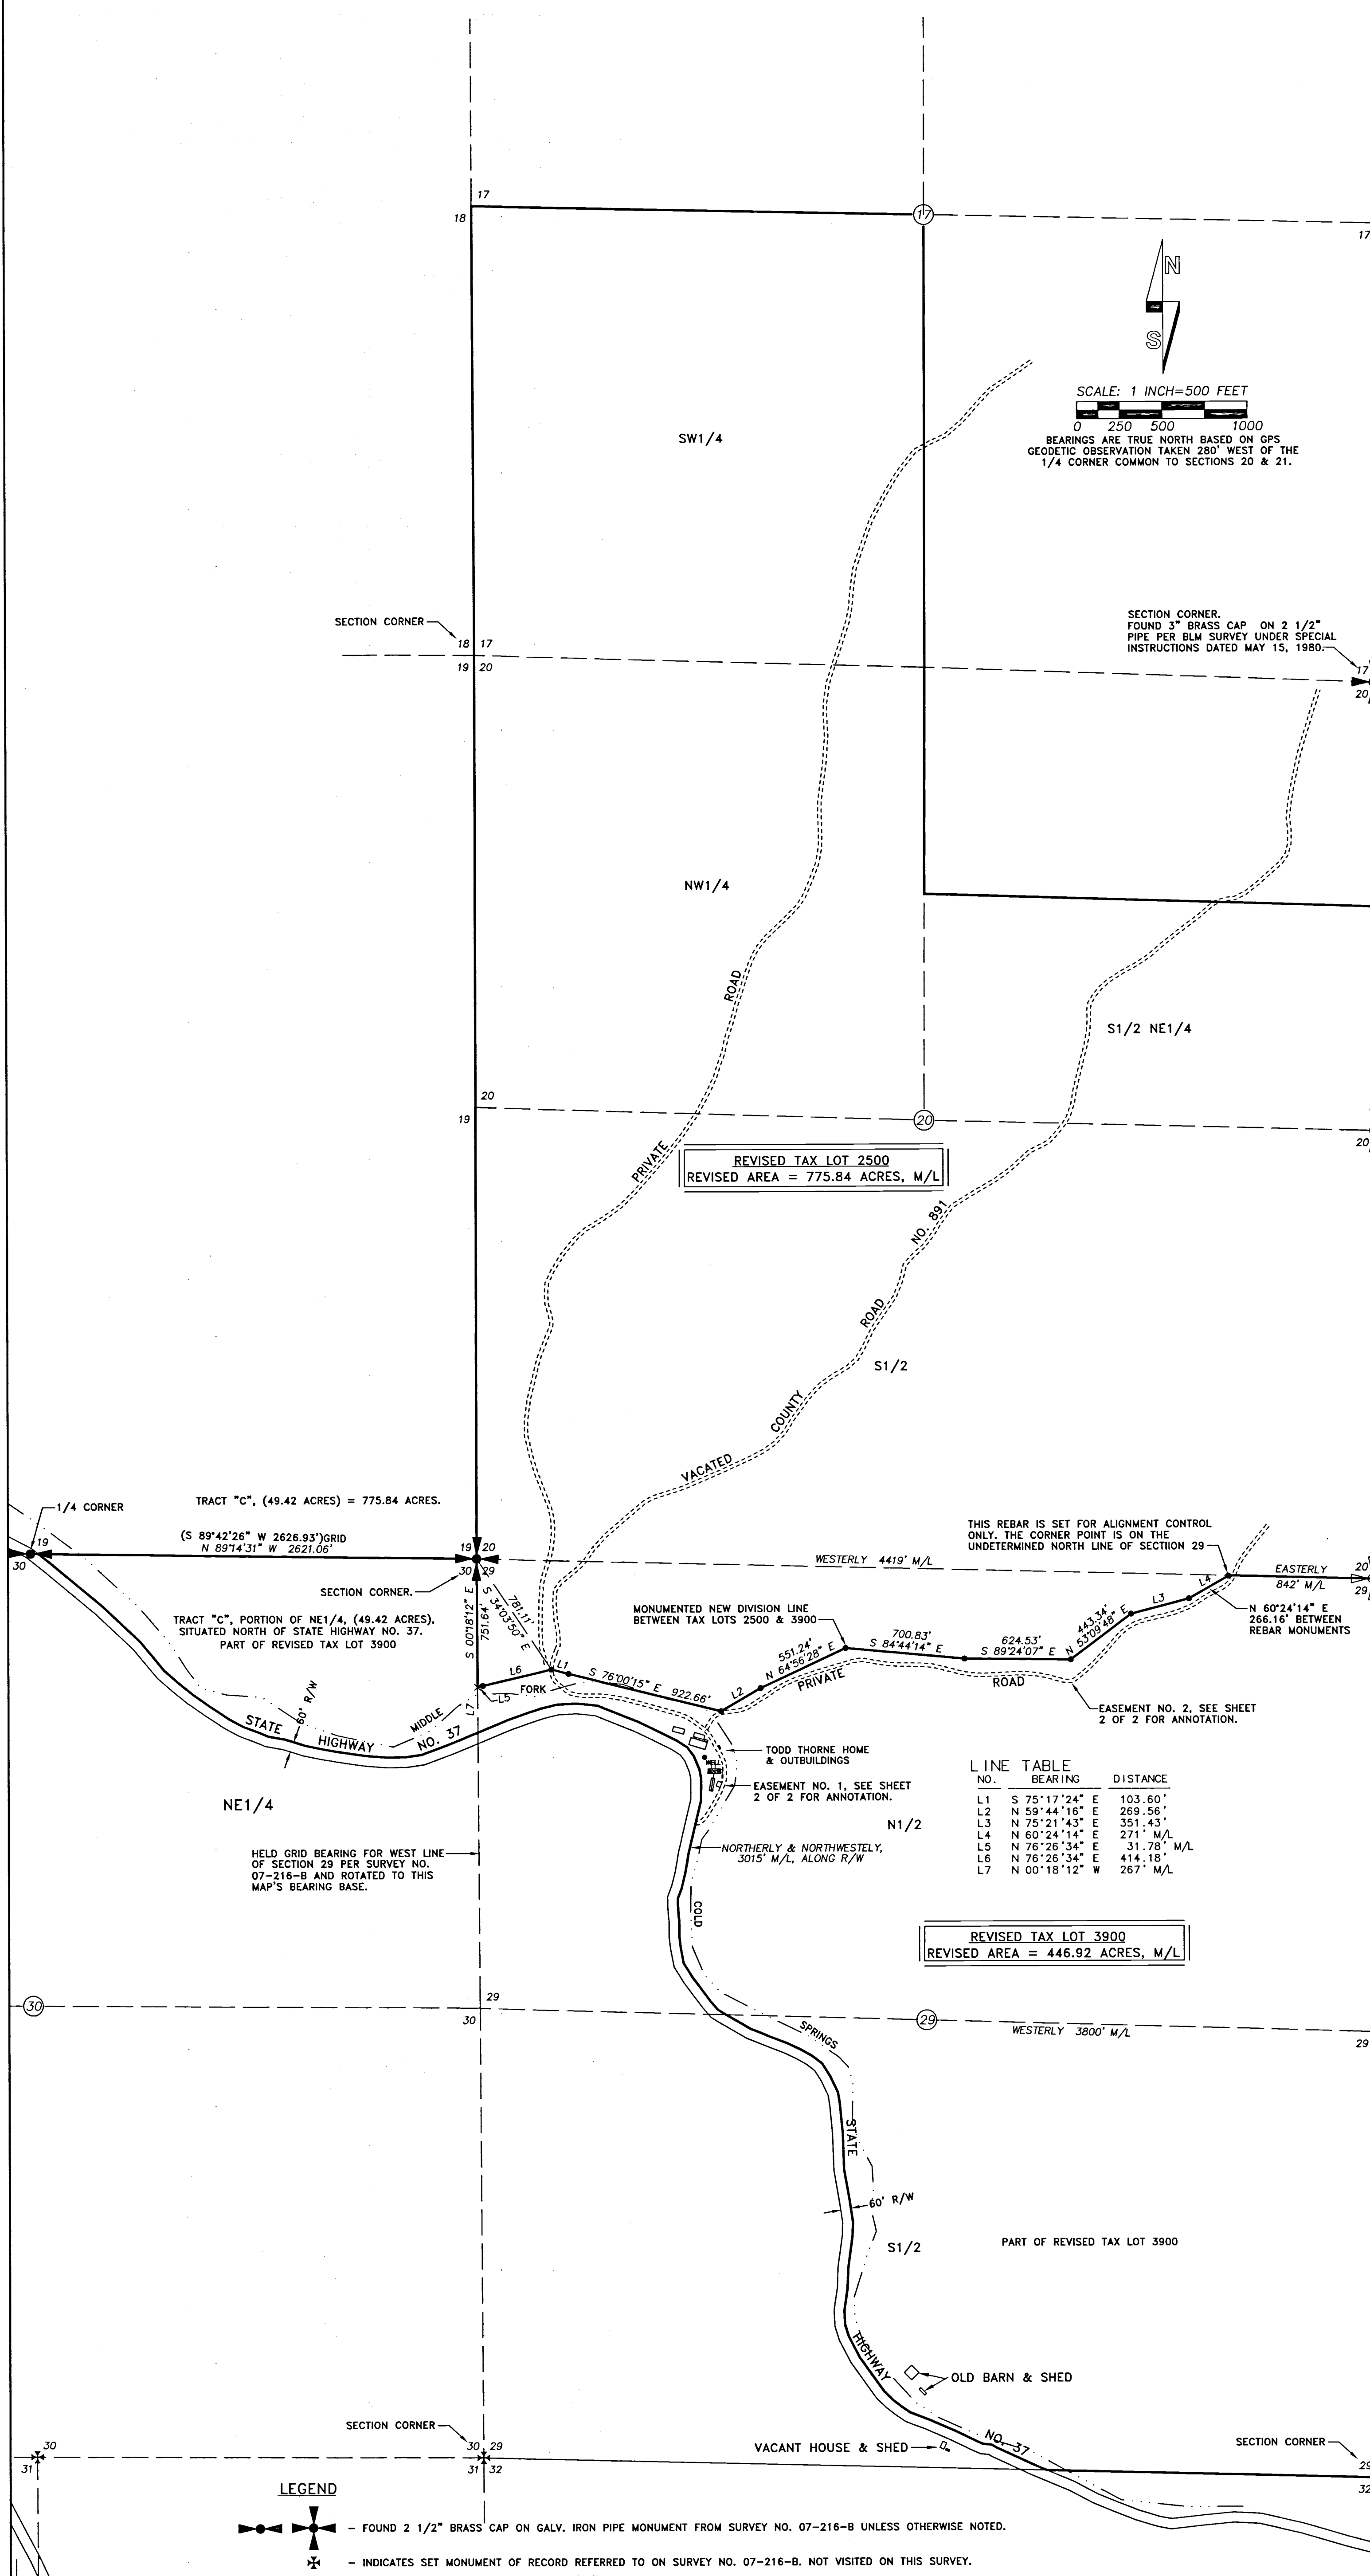 17
18
17
17
N
S
SCALE: 1 INCH=500 FEET
0 250 500 1000
BEARINGS ARE TRUE NORTH BASED ON GPS
GEODETIC OBSERVATION TAKEN 280' WEST OF THE
1/4 CORNER COMMON TO SECTIONS 20 & 21.
SW1/4
SECTION CORNER
18 17
19 20
SECTION CORNER.
FOUND 3" BRASS CAP ON 2 1/2"
PIPE PER BLM SURVEY UNDER SPECIAL
INSTRUCTIONS DATED MAY 15, 1980.
17
20
NW1/4
ROAD
S1/2 NE1/4
20
19
20
20
PRIVATE
REVISED TAX LOT 2500
REVISED AREA = 775.84 ACRES, M/L
NO. 891
ROAD
S1/2
COUNTY
VACATED
1/4 CORNER
TRACT "C", (49.42 ACRES) = 775.84 ACRES.
(S 89°42'26" W 2626.93')GRID
N 89°14'31" W 2621.06'
19
30
19 20
30 29
SECTION CORNER.
WESTERLY 4419' M/L
THIS REBAR IS SET FOR ALIGNMENT CONTROL
ONLY. THE CORNER POINT IS ON THE
UNDETERMINED NORTH LINE OF SECTIION 29
EASTERLY
842' M/L
20
29
S 00°18'12" E
751.64'
781.11'
S 34°03'50" E
TRACT "C", PORTION OF NE1/4, (49.42 ACRES),
SITUATED NORTH OF STATE HIGHWAY NO. 37.
PART OF REVISED TAX LOT 3900
MONUMENTED NEW DIVISION LINE
BETWEEN TAX LOTS 2500 & 3900
L4
L3
N 60°24'14" E
266.16' BETWEEN
REBAR MONUMENTS
443.34'
N 53°09'48" E
700.83'
S 84°44'14" E
624.53'
S 89°24'07" E
551.24'
N 64°56'28" E
L6
L1
S 76°00'15" E 922.66'
L2
L5
FORK
L7
MIDDLE
PRIVATE
ROAD
EASEMENT NO. 2, SEE SHEET
2 OF 2 FOR ANNOTATION.
60' R/W
STATE
HIGHWAY
NO. 37
TODD THORNE HOME
& OUTBUILDINGS
EASEMENT NO. 1, SEE SHEET
2 OF 2 FOR ANNOTATION.
LINE TABLE
NO. BEARING DISTANCE
L1 S 75°17'24" E 103.60'
L2 N 59°44'16" E 269.56'
L3 N 75°21'43" E 351.43'
L4 N 60°24'14" E 271' M/L
L5 N 76°26'34" E 31.78' M/L
L6 N 76°26'34" E 414.18'
L7 N 00°18'12" W 267' M/L
NE1/4
N1/2
NORTHERLY & NORTHWESTELY,
3015' M/L, ALONG R/W
HELD GRID BEARING FOR WEST LINE
OF SECTION 29 PER SURVEY NO.
07-216-B AND ROTATED TO THIS
MAP'S BEARING BASE.
COLD
REVISED TAX LOT 3900
REVISED AREA = 446.92 ACRES, M/L
30
29
30
29
WESTERLY 3800' M/L
29
SPRINGS
STATE
60' R/W
S1/2
PART OF REVISED TAX LOT 3900
HIGHWAY
OLD BARN & SHED
NO. 37
VACANT HOUSE & SHED
SECTION CORNER
30
31
30 29
31 32
SECTION CORNER
29
32
LEGEND
– FOUND 2 1/2" BRASS CAP ON GALV. IRON PIPE MONUMENT FROM SURVEY NO. 07-216-B UNLESS OTHERWISE NOTED.
– INDICATES SET MONUMENT OF RECORD REFERRED TO ON SURVEY NO. 07-216-B. NOT VISITED ON THIS SURVEY.